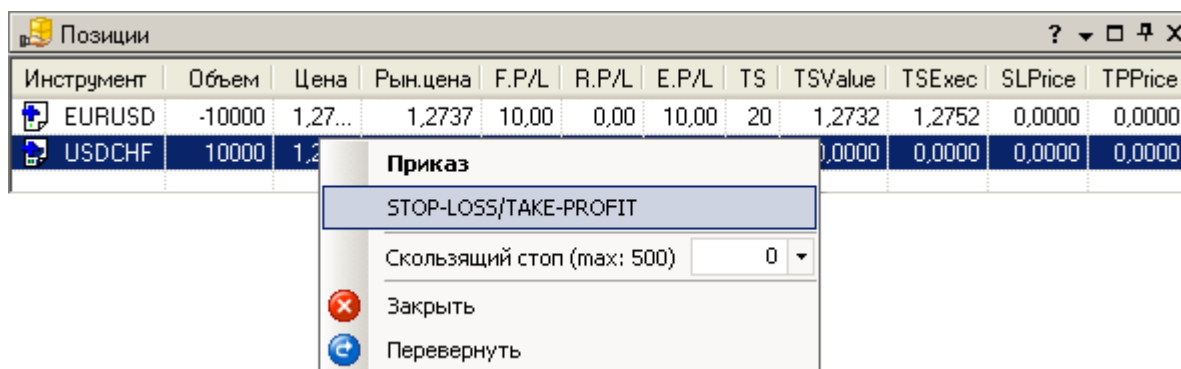 Позиции
Инструмент Объем Цена Рын.цена F.P/L R.P/L E.P/L TS TSValue TSExec SLPrice TPPrice
EURUSD -10000 1,27... 1,2737 10,00 0,00 10,00 20 1,2732 1,2752 0,0000 0,0000
USDCHF 10000 1,2 0,0000 0,0000 0,0000 0,0000
Приказ
STOP-LOSS/TAKE-PROFIT
Скользящий стоп (max: 500) 0
Закрыть
Перевернуть